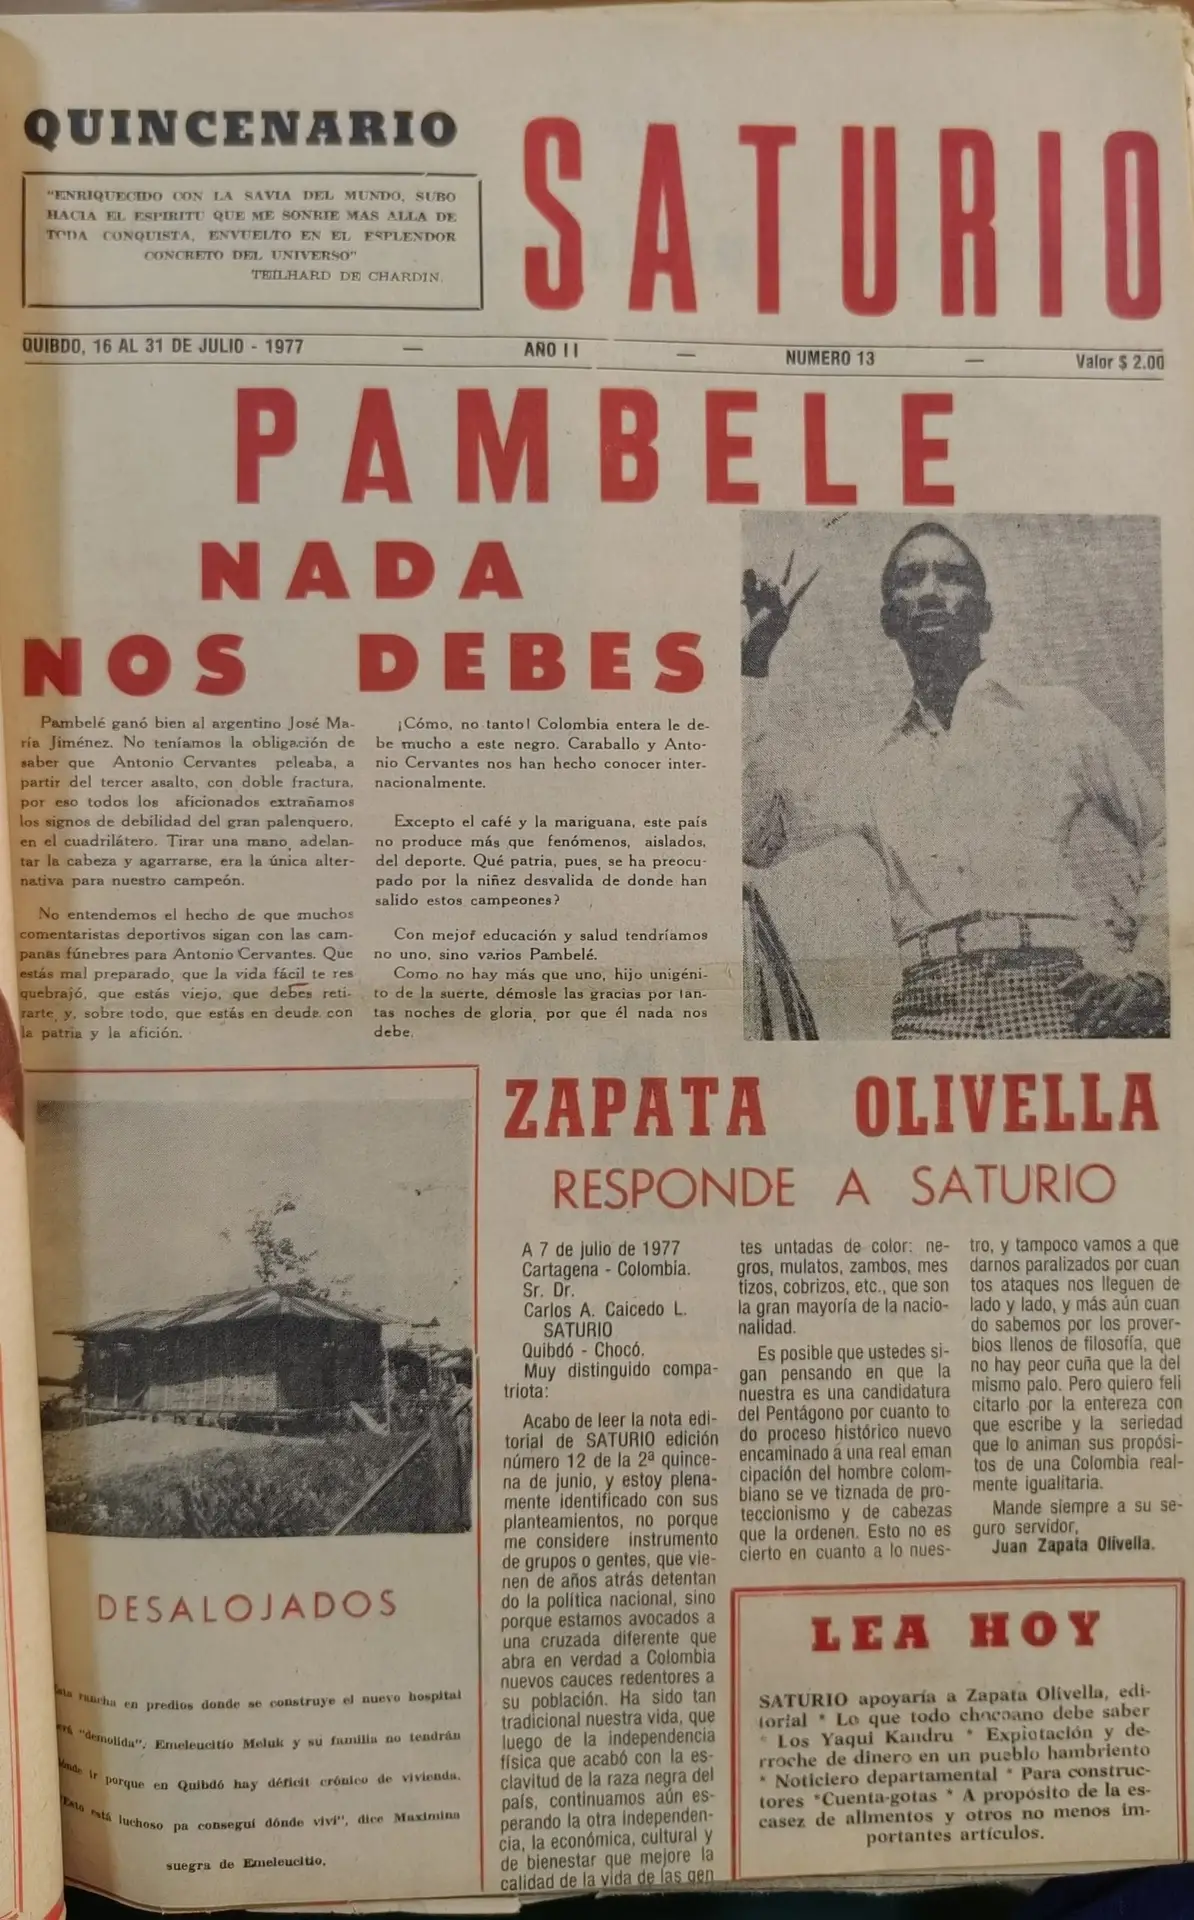 QUINCENARIO
"ENRIQUECIDO CON LA SAVIA DEL MUNDO, SUBO
HACIA EL ESPIRITU QUE ME SONRIE MAS ALLA DE
TODA CONQUISTA, ENVUELTO EN EL ESPLENDOR
CONCRETO DEL UNIVERSO"
TEILHARD DE CHARDIN.
SATURIO
QUIBDO, 16 AL 31 DE JULIO - 1977 — AÑO II — NUMERO 13 — Valor $ 2.00
PAMBELE
NADA
NOS DEBES
Pambelé ganó bien al argentino José Ma-
ría Jiménez. No teníamos la obligación de
saber que Antonio Cervantes peleaba, a
partir del tercer asalto, con doble fractura,
por eso todos los aficionados extrañamos
los signos de debilidad del gran palenquero,
en el cuadrilátero. Tirar una mano, adelan-
tar la cabeza y agarrarse, era la única alter-
nativa para nuestro campeón.
No entendemos el hecho de que muchos
comentaristas deportivos sigan con las cam-
panas fúnebres para Antonio Cervantes. Que
estás mal preparado, que la vida fácil te res
quebrajó, que estás viejo, que debes reti-
rarte, y, sobre todo, que estás en deuda con
la patria y la afición.
¡Cómo, no tanto! Colombia entera le de-
be mucho a este negro. Caraballo y Anto-
nio Cervantes nos han hecho conocer inter-
nacionalmente.
Excepto el café y la mariguana, este país
no produce más que fenómenos, aislados,
del deporte. Qué patria, pues, se ha preocu-
pado por la niñez desvalida de donde han
salido estos campeones?
Con mejor educación y salud tendríamos
no uno, sino varios Pambelé.
Como no hay más que uno, hijo unigéni-
to de la suerte, démosle las gracias por tan-
tas noches de gloria, por que él nada nos
debe.
DESALOJADOS
rancha en predios donde se construye el nuevo hospital
"demolida". Emeleucitio Meluk y su familia no tendrán
ir porque en Quibdó hay déficit crónico de vivienda.
"Esto está luchoso pa conseguí dónde viví", dice Maximina
suegra de Emeleucitio.
ZAPATA OLIVELLA
RESPONDE A SATURIO
A 7 de julio de 1977
Cartagena - Colombia.
Sr. Dr.
Carlos A. Caicedo L.
SATURIO
Quibdó - Chocó.
Muy distinguido compa-
triota:
Acabo de leer la nota edi-
torial de SATURIO edición
número 12 de la 2ª quince-
na de junio, y estoy plena-
mente identificado con sus
planteamientos, no porque
me considere instrumento
de grupos o gentes, que vie-
nen de años atrás detentan
do la política nacional, sino
porque estamos avocados a
una cruzada diferente que
abra en verdad a Colombia
nuevos cauces redentores a
su población. Ha sido tan
tradicional nuestra vida, que
luego de la independencia
física que acabó con la es-
clavitud de la raza negra del
país, continuamos aún es-
perando la otra independen-
cia, la económica, cultural y
de bienestar que mejore la
calidad de la vida de las gen
tes untadas de color: ne-
gros, mulatos, zambos, mes
tizos, cobrizos, etc., que son
la gran mayoría de la nacio-
nalidad.
Es posible que ustedes si-
gan pensando en que la
nuestra es una candidatura
del Pentágono por cuanto to
do proceso histórico nuevo
encaminado a una real eman
cipación del hombre colom-
biano se ve tiznada de pro-
teccionismo y de cabezas
que la ordenen. Esto no es
cierto en cuanto a lo nues-
tro, y tampoco vamos a que
darnos paralizados por cuan
tos ataques nos lleguen de
lado y lado, y más aún cuan
do sabemos por los prover-
bios llenos de filosofía, que
no hay peor cuña que la del
mismo palo. Pero quiero feli
citarlo por la entereza con
que escribe y la seriedad
que lo animan sus propósi-
tos de una Colombia real-
mente igualitaria.
Mande siempre a su se-
guro servidor,
Juan Zapata Olivella.
LEA HOY
SATURIO apoyaría a Zapata Olivella, edi-
torial * Lo que todo chocoano debe saber
* Los Yaqui Kandru * Explotación y de-
rroche de dinero en un pueblo hambriento
* Noticiero departamental * Para construc-
tores *Cuenta-gotas * A propósito de la es-
casez de alimentos y otros no menos im-
portantes artículos.